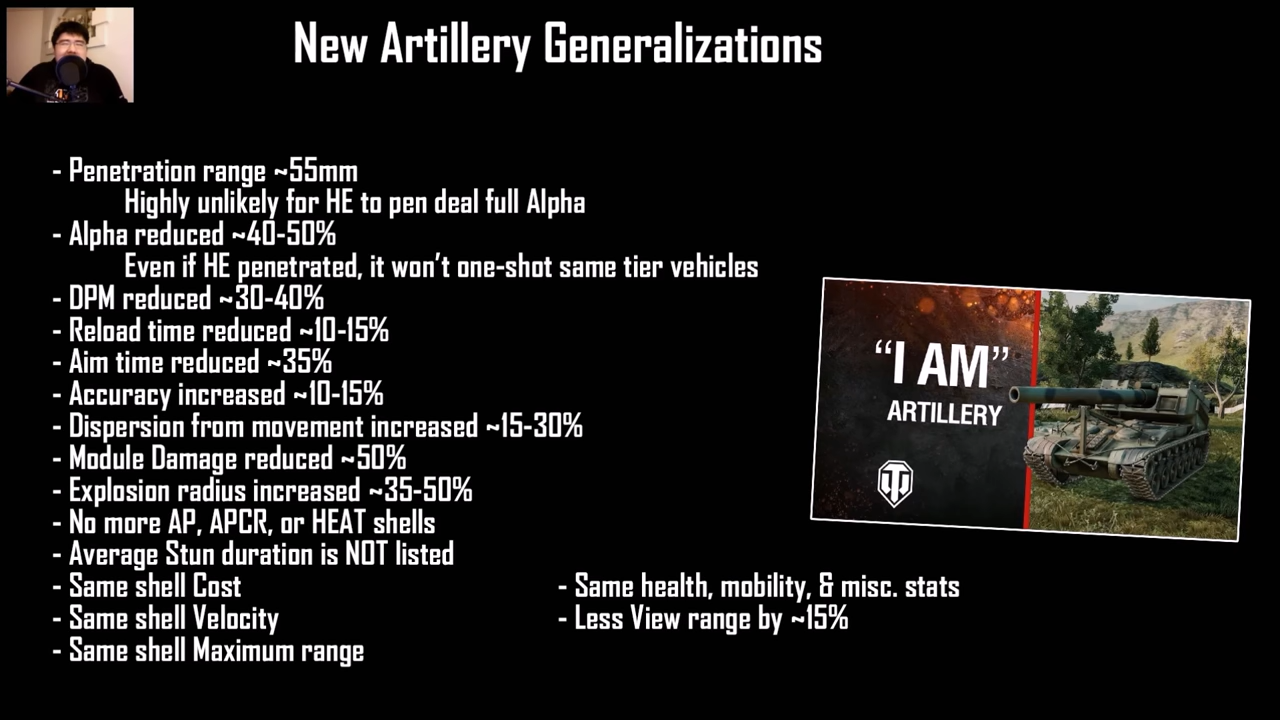 New Artillery Generalizations
- Penetration range ~55mm
Highly unlikely for HE to pen deal full Alpha
- Alpha reduced ~40-50%
Even if HE penetrated, it won't one-shot same tier vehicles
- DPM reduced ~30-40%
- Reload time reduced ~10-15%
- Aim time reduced ~35%
- Accuracy increased ~10-15%
- Dispersion from movement increased ~15-30%
- Module Damage reduced ~50%
- Explosion radius increased ~35-50%
- No more AP, APCR, or HEAT shells
- Average Stun duration is NOT listed
- Same shell Cost
- Same shell Velocity
- Same shell Maximum range
- Same health, mobility, & misc. stats
- Less View range by ~15%
“I AM”
ARTILLERY